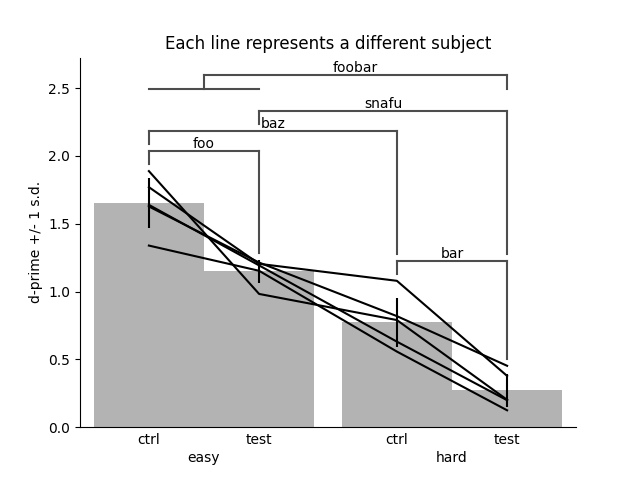 Each line represents a different subject
foobar
snafu
baz
foo
bar
d-prime +/- 1 s.d.
2.5
2.0
1.5
1.0
0.5
0.0
ctrl test ctrl test
easy hard